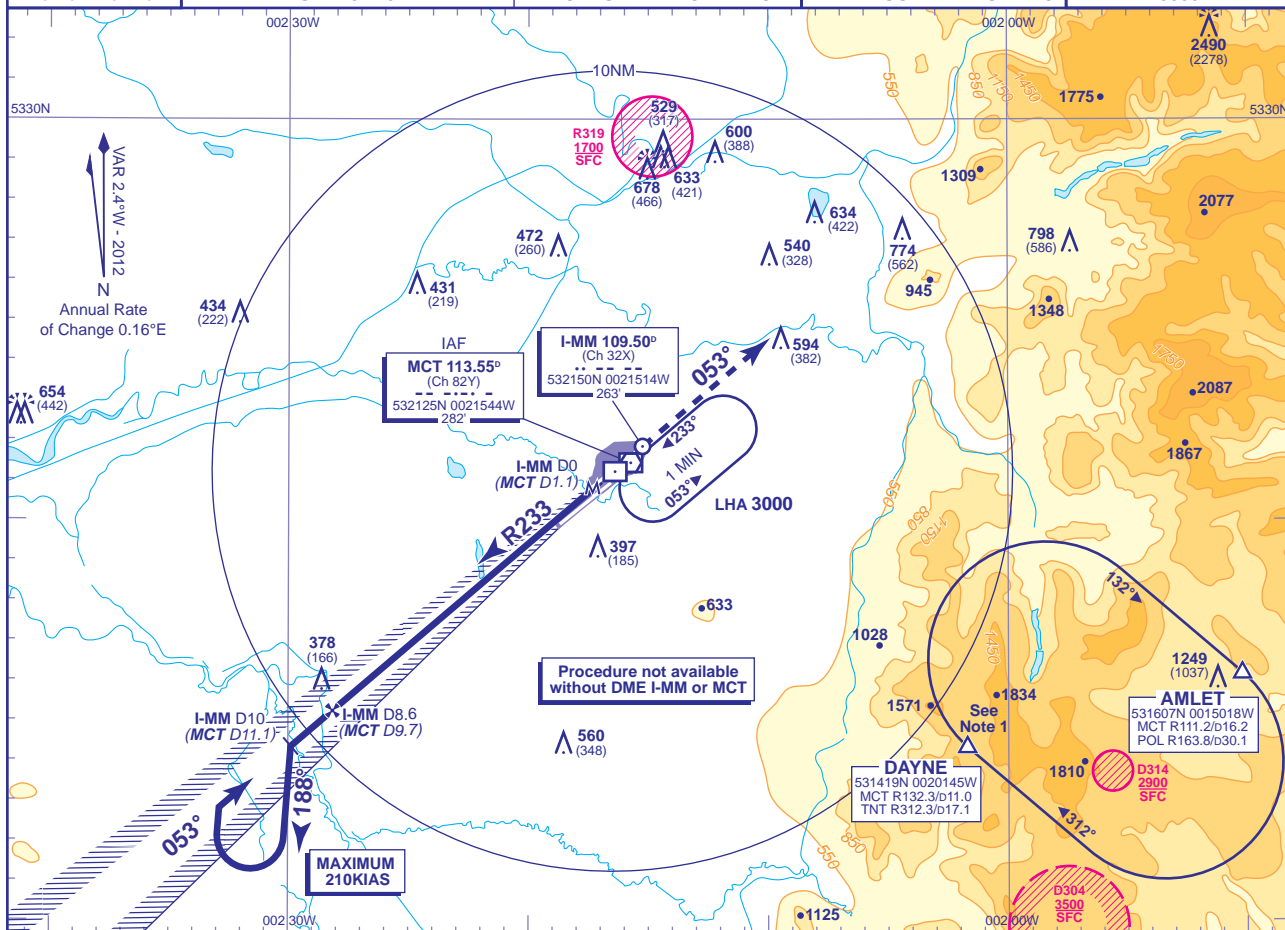 002 30W
002 00W
10NM
5330N
5330N
VAR 2.4°W - 2012
N
Annual Rate
of Change 0.16°E
R319
1700
SFC
529
(317)
600
(388)
633
(421)
678
(466)
2490
(2278)
550
850
1150
1450
1775
1309
2077
634
(422)
774
(562)
798
(586)
472
(260)
540
(328)
431
(219)
945
1348
434
(222)
594
(382)
1750
2087
654
(442)
1867
IAF
MCT 113.55ᴰ
(Ch 82Y)
532125N 0021544W
282'
I-MM 109.50ᴰ
(Ch 32X)
532150N 0021514W
263'
053°
233°
1 MIN
053°
LHA 3000
I-MM D0
(MCT D1.1)
M
R233
397
(185)
550
850
1150
633
1028
378
(166)
Procedure not available
without DME I-MM or MCT
I-MM D10
(MCT D11.1)
I-MM D8.6
(MCT D9.7)
560
(348)
188°
053°
MAXIMUM
210KIAS
132°
1450
1834
1571
See
Note 1
1249
(1037)
AMLET
531607N 0015018W
MCT R111.2/D16.2
POL R163.8/D30.1
DAYNE
531419N 0020145W
MCT R132.3/D11.0
TNT R312.3/D17.1
1810
D314
2900
SFC
312°
850
550
D304
3500
SFC
1125
002 30W
002 00W